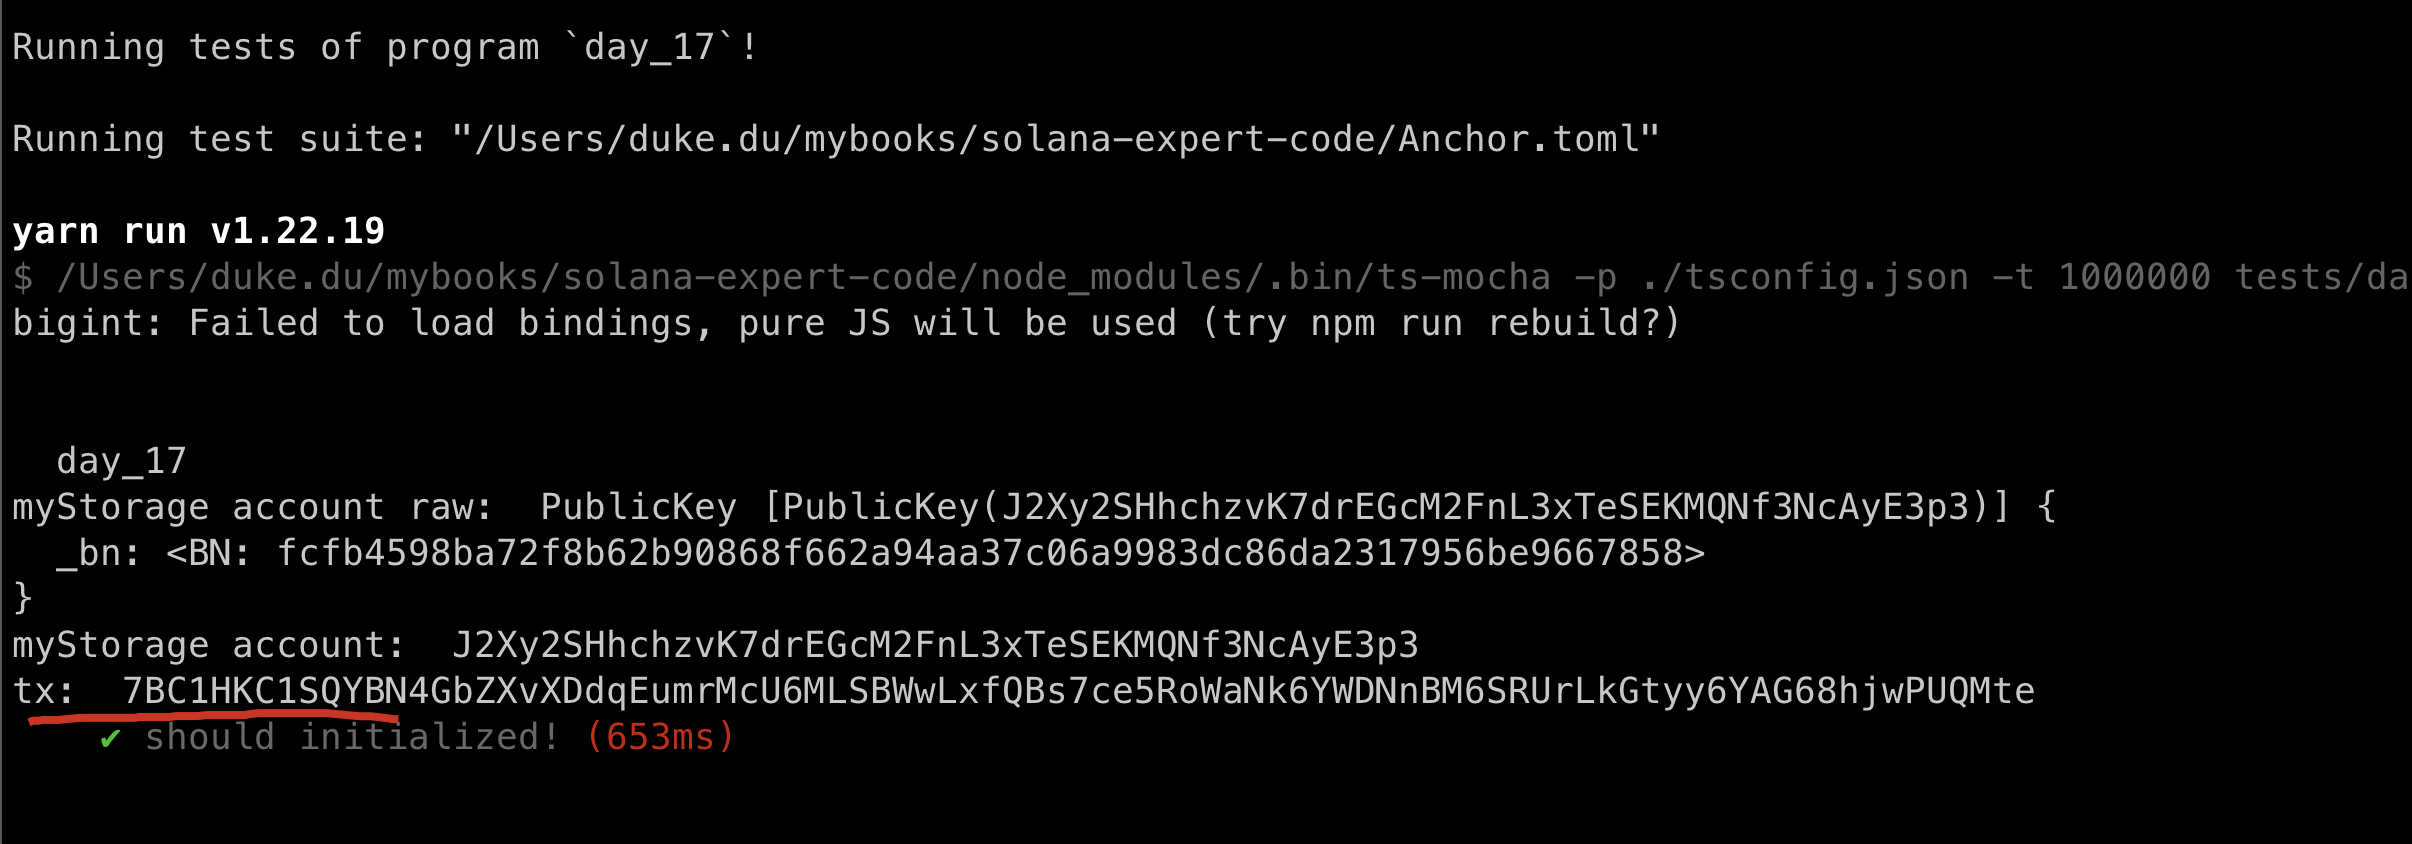 Running tests of program `day_17`!
Running test suite: "/Users/duke.du/mybooks/solana-expert-code/Anchor.toml"
yarn run v1.22.19
$ /Users/duke.du/mybooks/solana-expert-code/node_modules/.bin/ts-mocha -p ./tsconfig.json -t 1000000 tests/da
bigint: Failed to load bindings, pure JS will be used (try npm run rebuild?)
day_17
myStorage account raw:  PublicKey [PublicKey(J2Xy2SHhchzvK7drEGcM2FnL3xTeSEKMQNf3NcAyE3p3)] {
  _bn: <BN: fcfb4598ba72f8b62b90868f662a94aa37c06a9983dc86da2317956be9667858>
}
myStorage account:  J2Xy2SHhchzvK7drEGcM2FnL3xTeSEKMQNf3NcAyE3p3
tx:  7BC1HKC1SQYBN4GbZXvXDdqEumrMcU6MLSBWwLxfQBs7ce5RoWaNk6YWDNnBM6SRUrLkGtyy6YAG68hjwPUQMte
✔ should initialized! (653ms)